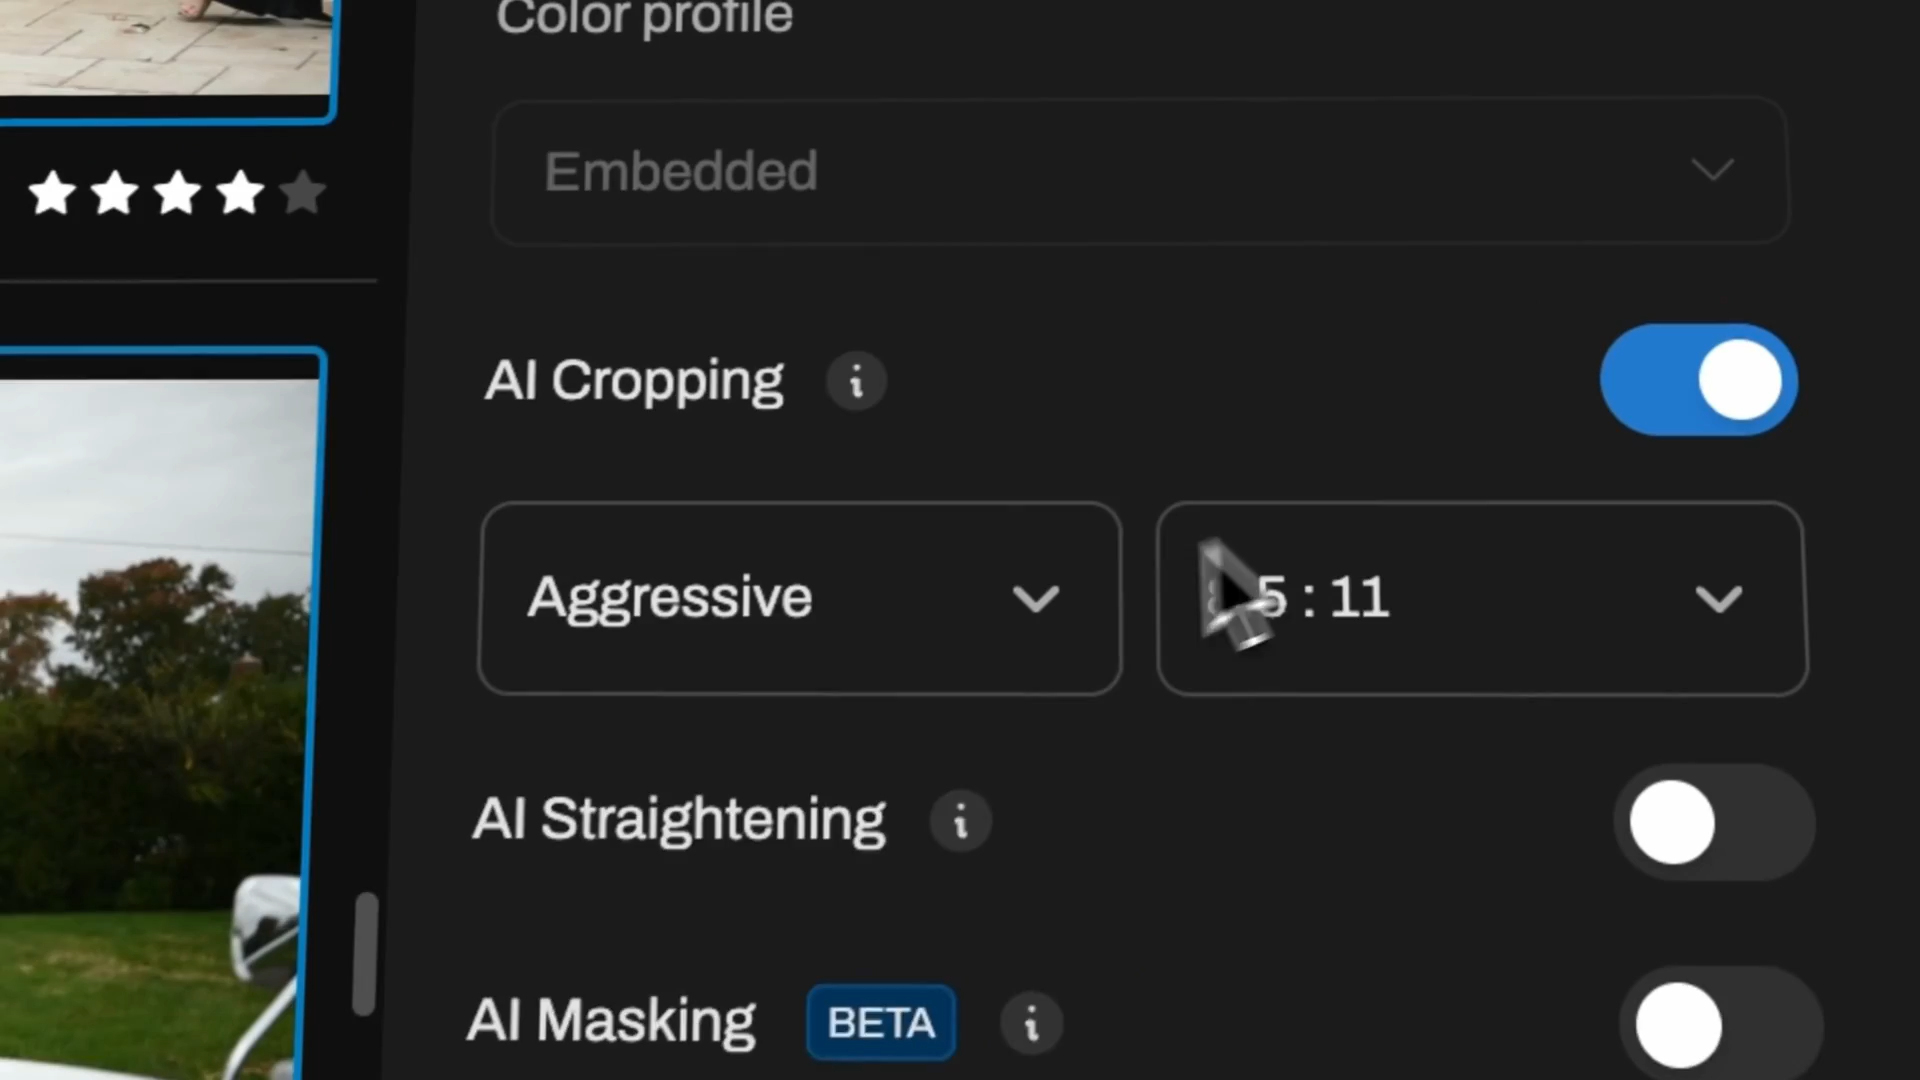 Color profile
Embedded
AI Cropping i
Aggressive
5 : 11
AI Straightening i
AI Masking BETA i